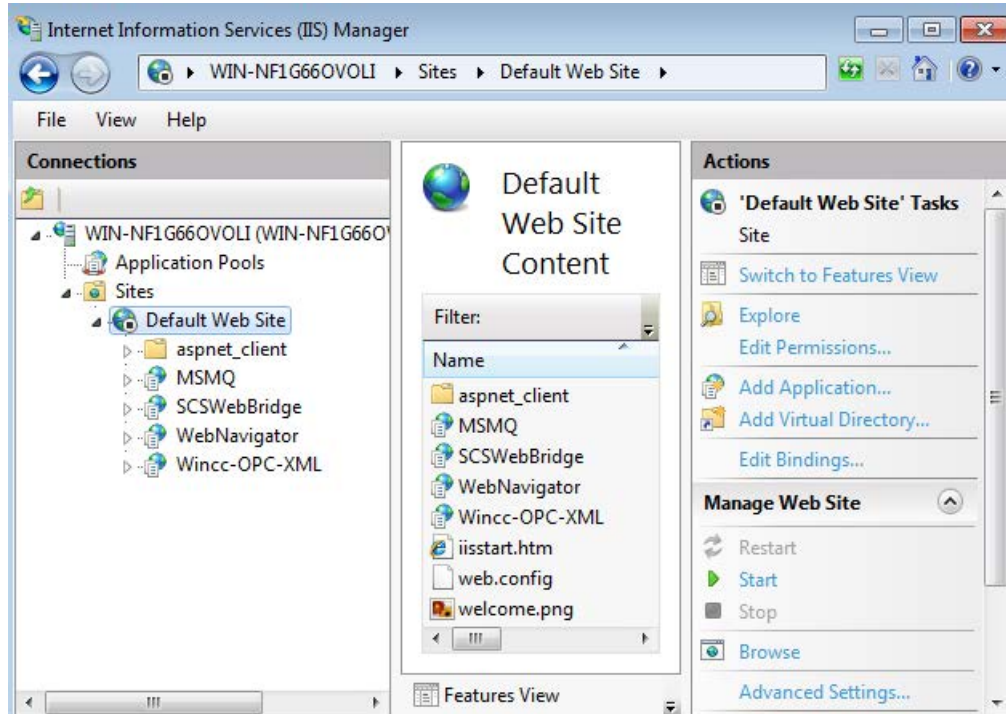 Internet Information Services (IIS) Manager
WIN-NF1G66OVOLI Sites Default Web Site
File View Help
Connections
WIN-NF1G66OVOLI (WIN-NF1G66O
Application Pools
Sites
Default Web Site
aspnet_client
MSMQ
SCSWebBridge
WebNavigator
Wincc-OPC-XML
Default
Web Site
Content
Filter:
Name
aspnet_client
MSMQ
SCSWebBridge
WebNavigator
Wincc-OPC-XML
iisstart.htm
web.config
welcome.png
Features View
Actions
'Default Web Site' Tasks
Site
Switch to Features View
Explore
Edit Permissions...
Add Application...
Add Virtual Directory...
Edit Bindings...
Manage Web Site
Restart
Start
Stop
Browse
Advanced Settings...